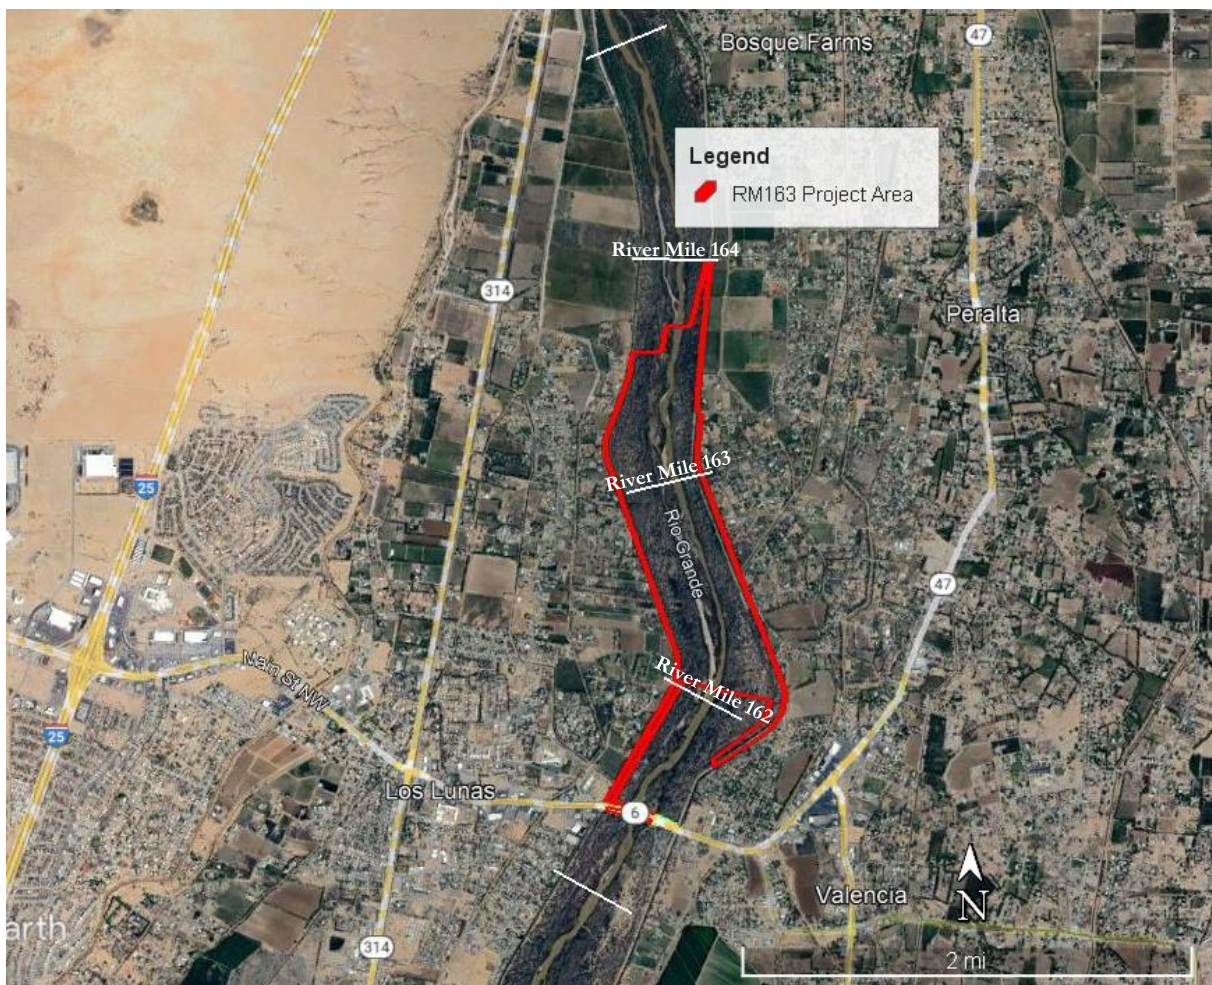 Bosque Farms
47
Legend
RM163 Project Area
River Mile 164
314
Peralta
River Mile 163
25
Rio Grande
47
Main St NW
River Mile 162
25
Los Lunas
6
Valencia
N
arth
314
2 mi